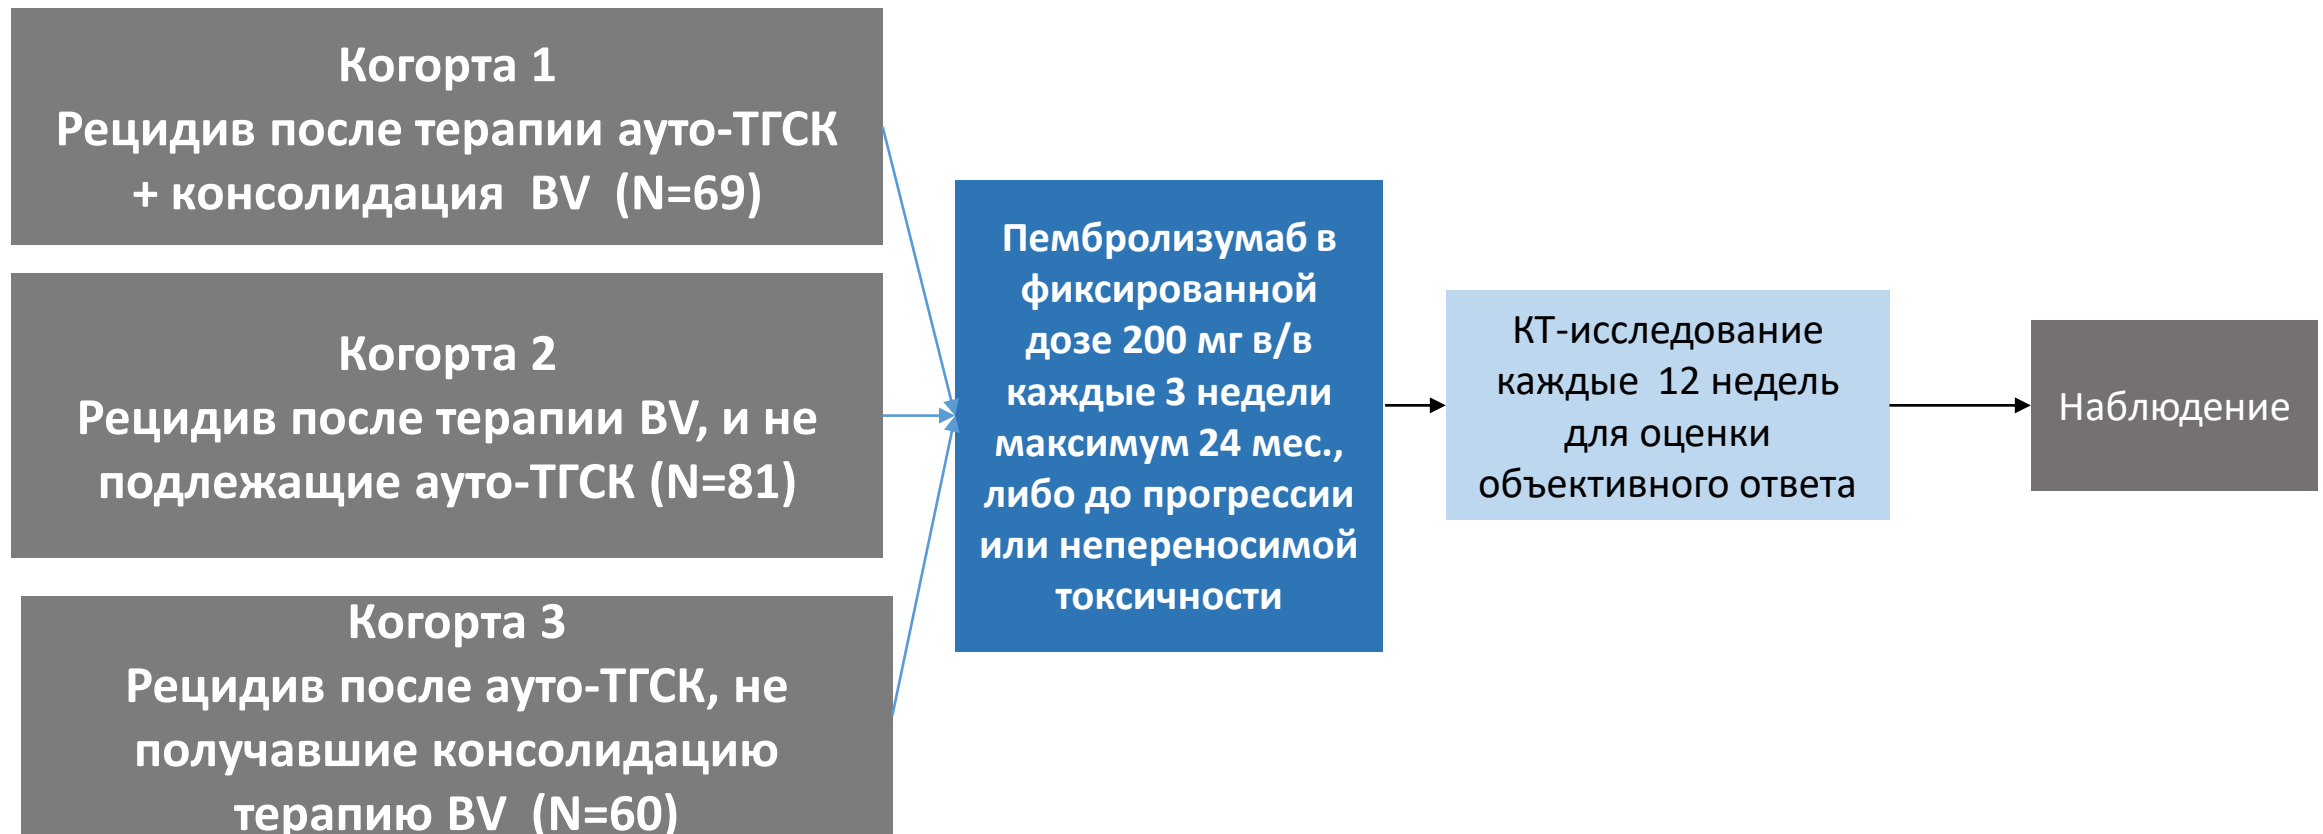 Когорта 1
Рецидив после терапии ауто-ТГСК
+ консолидация BV (N=69)
Когорта 2
Рецидив после терапии BV, и не
подлежащие ауто-ТГСК (N=81)
Когорта 3
Рецидив после ауто-ТГСК, не
получавшие консолидацию
терапию BV (N=60)
Пембролизумаб в
фиксированной
дозе 200 мг в/в
каждые 3 недели
максимум 24 мес.,
либо до прогрессии
или непереносимой
токсичности
КТ-исследование
каждые 12 недель
для оценки
объективного ответа
Наблюдение